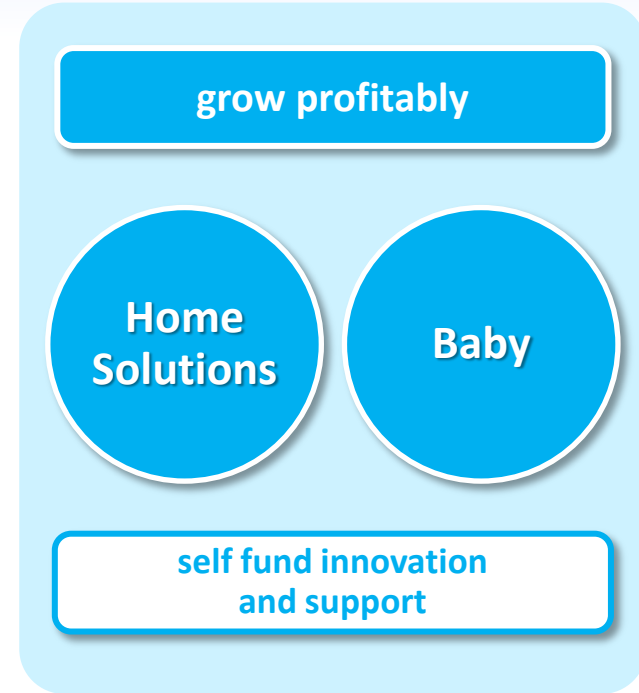 grow profitably
Home
Solutions
Baby
self fund innovation
and support